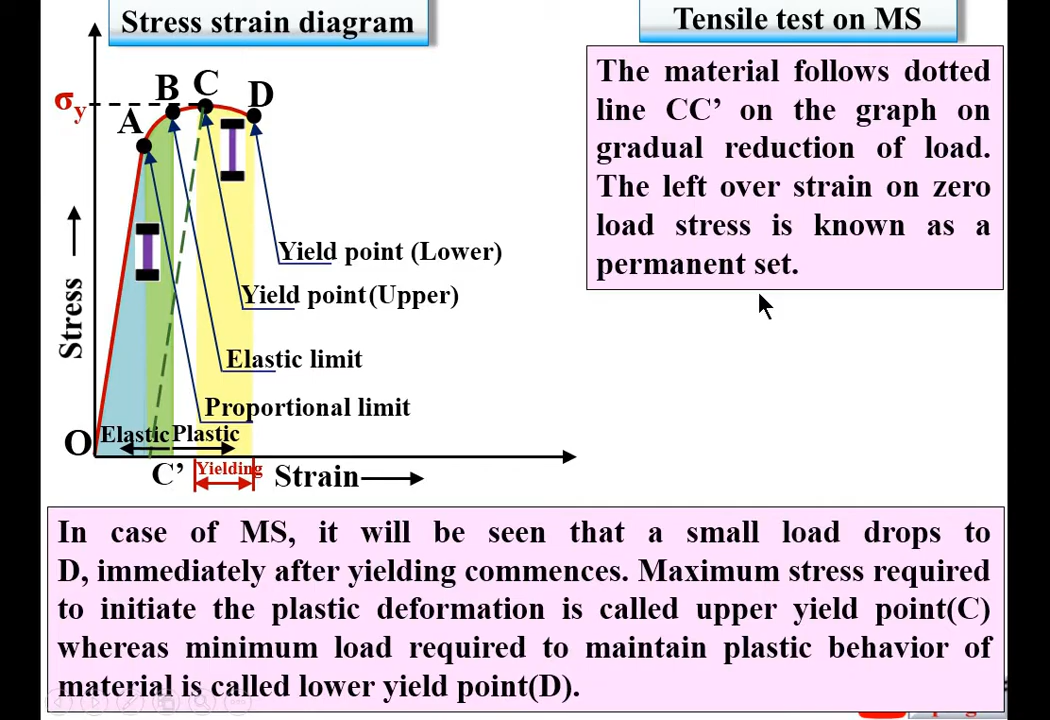 Stress strain diagram
Tensile test on MS
The material follows dotted
line CC’ on the graph on
gradual reduction of load.
The left over strain on zero
load stress is known as a
permanent set.
σy
A
B
C
D
Yield point (Lower)
Yield point(Upper)
Elastic limit
Proportional limit
Stress
O
Elastic Plastic
C’
Yielding
Strain
In case of MS, it will be seen that a small load drops to
D, immediately after yielding commences. Maximum stress required
to initiate the plastic deformation is called upper yield point(C)
whereas minimum load required to maintain plastic behavior of
material is called lower yield point(D).